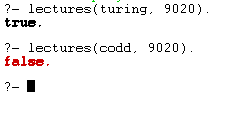 ?- lectures(turing, 9020).
true.
?- lectures(codd, 9020).
false.
?-